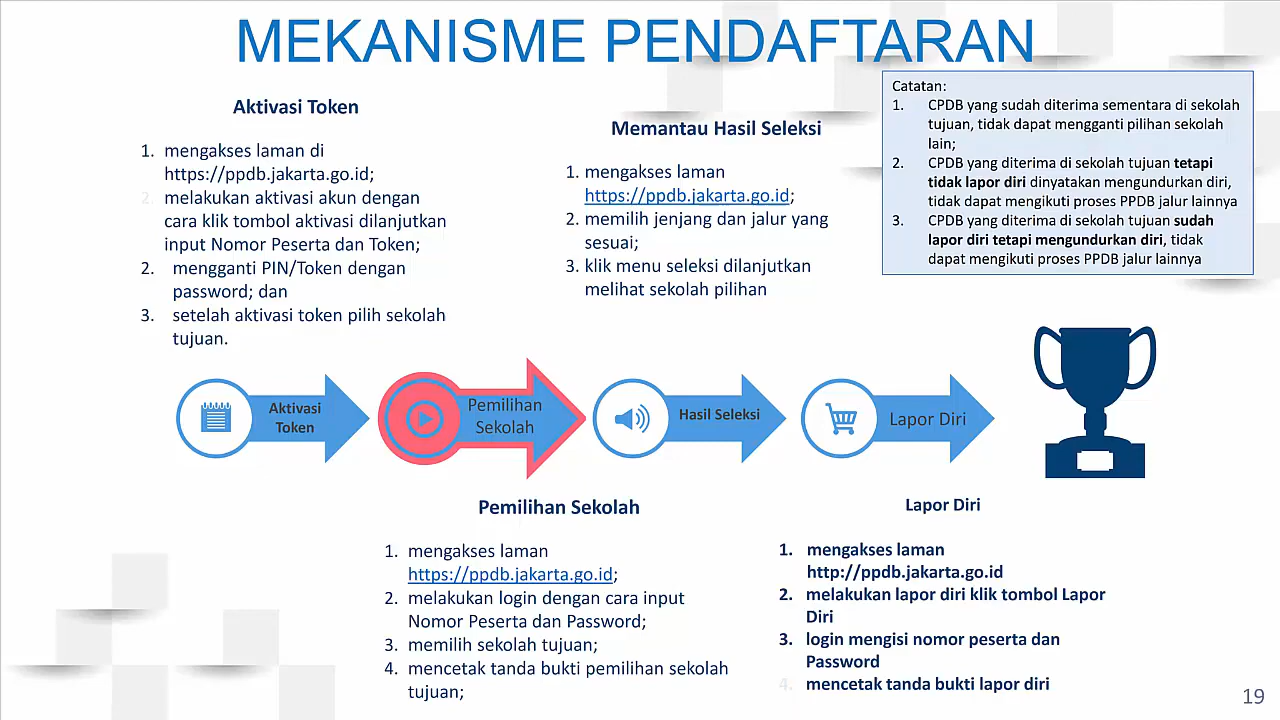 MEKANISME PENDAFTARAN
Aktivasi Token
1. mengakses laman di
https://ppdb.jakarta.go.id;
2. melakukan aktivasi akun dengan
cara klik tombol aktivasi dilanjutkan
input Nomor Peserta dan Token;
2. mengganti PIN/Token dengan
password; dan
3. setelah aktivasi token pilih sekolah
tujuan.
Memantau Hasil Seleksi
1. mengakses laman
https://ppdb.jakarta.go.id;
2. memilih jenjang dan jalur yang
sesuai;
3. klik menu seleksi dilanjutkan
melihat sekolah pilihan
Catatan:
1. CPDB yang sudah diterima sementara di sekolah
tujuan, tidak dapat mengganti pilihan sekolah
lain;
2. CPDB yang diterima di sekolah tujuan tetapi
tidak lapor diri dinyatakan mengundurkan diri,
tidak dapat mengikuti proses PPDB jalur lainnya
3. CPDB yang diterima di sekolah tujuan sudah
lapor diri tetapi mengundurkan diri, tidak
dapat mengikuti proses PPDB jalur lainnya
Aktivasi
Token
Pemilihan
Sekolah
Hasil Seleksi
Lapor Diri
Pemilihan Sekolah
1. mengakses laman
https://ppdb.jakarta.go.id;
2. melakukan login dengan cara input
Nomor Peserta dan Password;
3. memilih sekolah tujuan;
4. mencetak tanda bukti pemilihan sekolah
tujuan;
Lapor Diri
1. mengakses laman
http://ppdb.jakarta.go.id
2. melakukan lapor diri klik tombol Lapor
Diri
3. login mengisi nomor peserta dan
Password
4. mencetak tanda bukti lapor diri
19